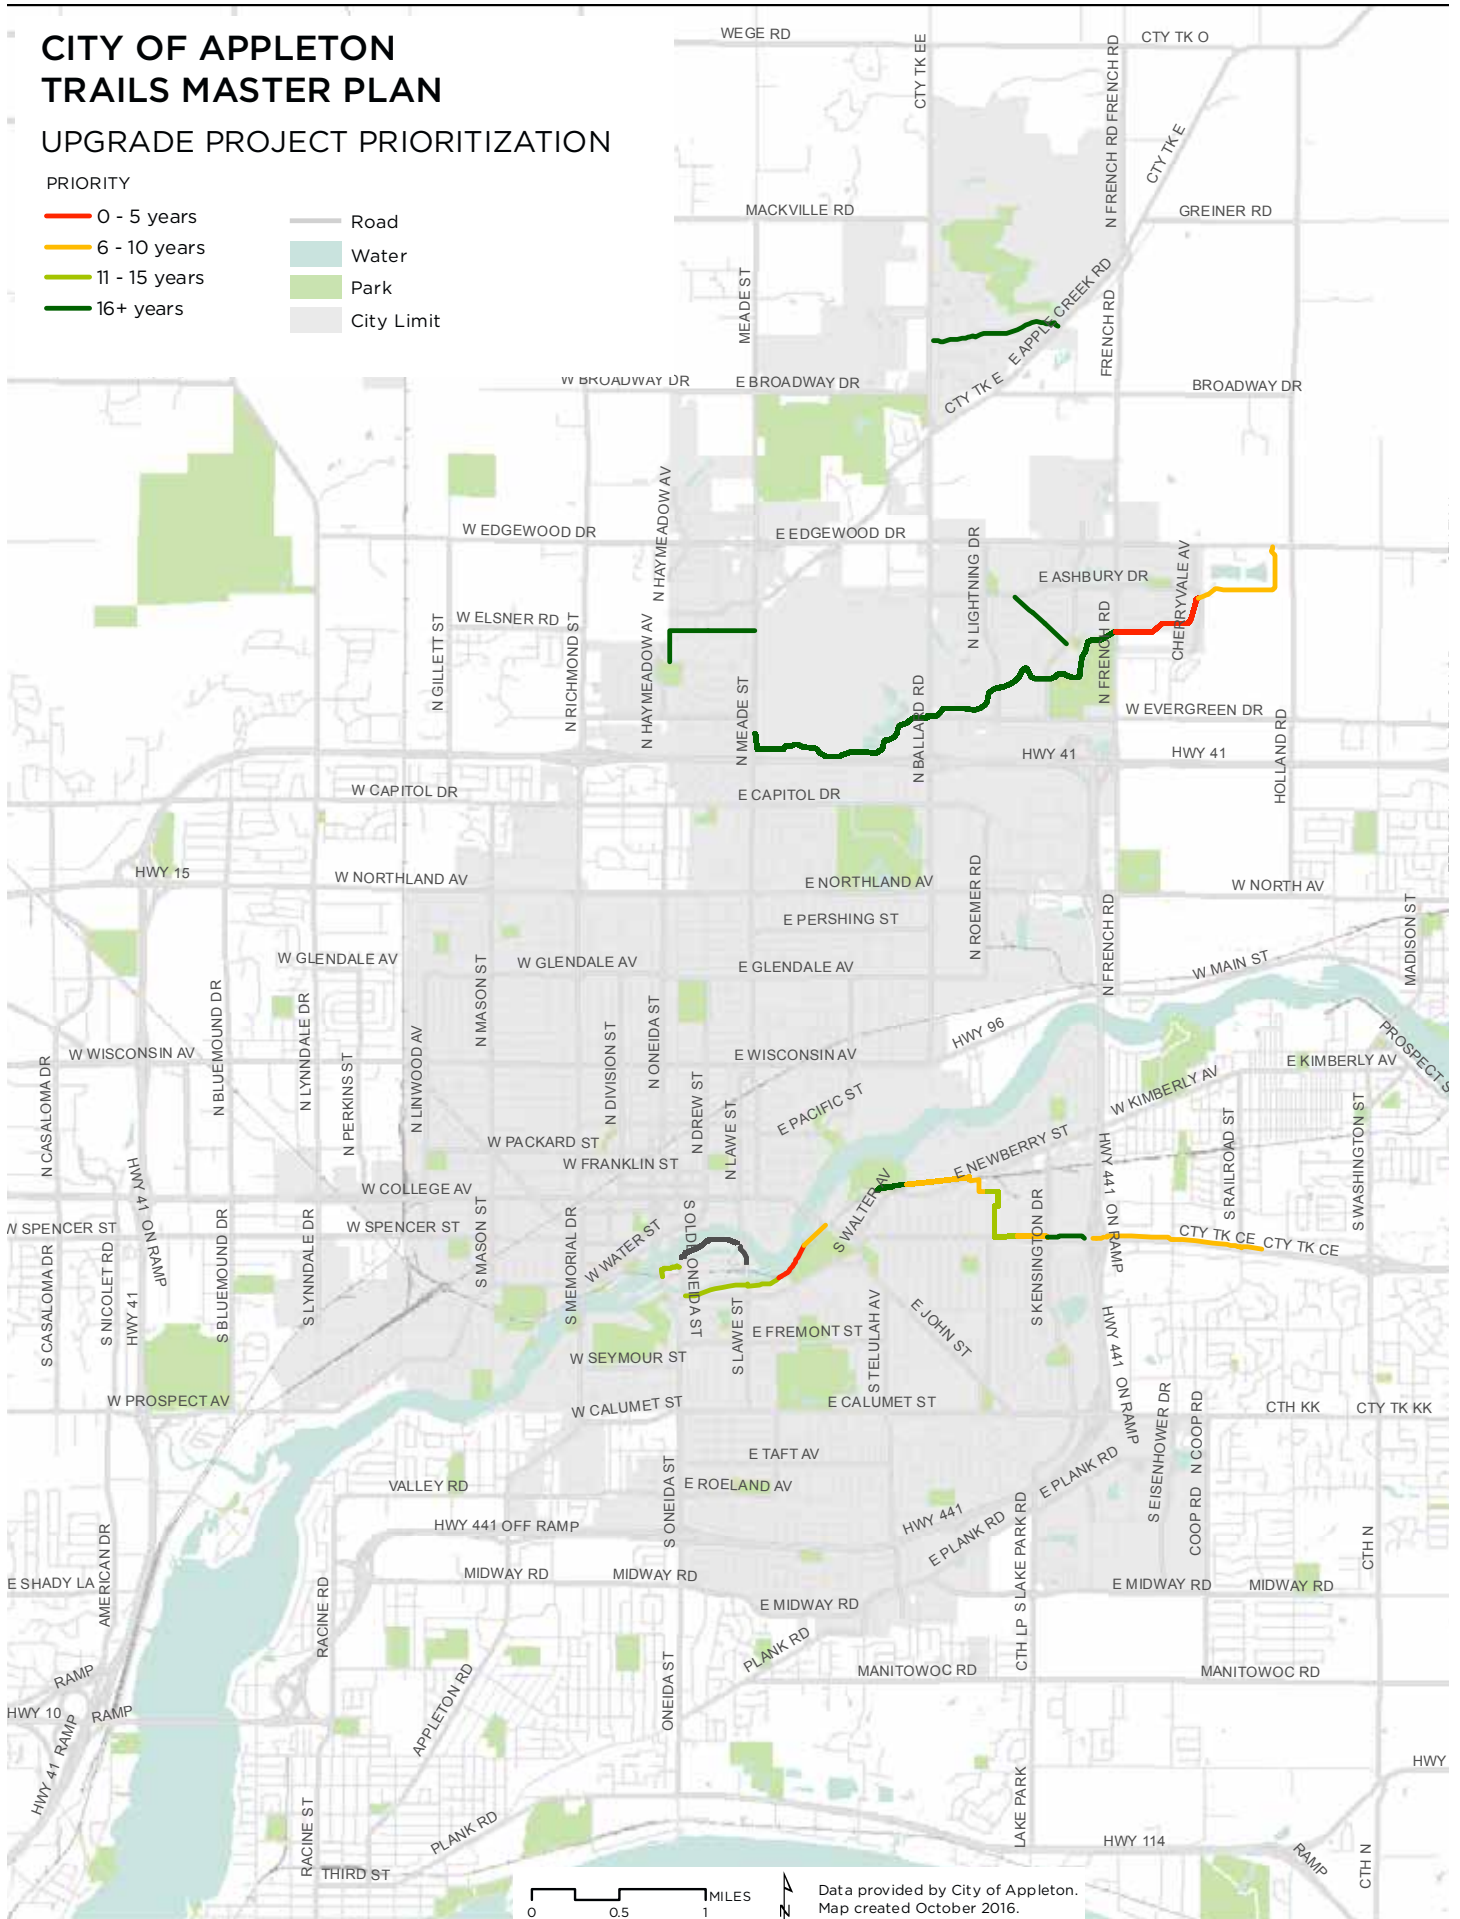 CITY OF APPLETON
TRAILS MASTER PLAN
UPGRADE PROJECT PRIORITIZATION
PRIORITY
0 - 5 years
6 - 10 years
11 - 15 years
16+ years
Road
Water
Park
City Limit
WEGE RD
CTY TK EE
CTY TK O
N FRENCH RD FRENCH RD
CTY TK E
MACKVILLE RD
GREINER RD
MEADE ST
E APPLE CREEK RD
FRENCH RD
W BROADWAY DR
E BROADWAY DR
CTY TK E
BROADWAY DR
N HAYMEADOW AV
W EDGEWOOD DR
E EDGEWOOD DR
N LIGHTNING DR
E ASHBURY DR
CHERRYVALE AV
W ELSNER RD
N GILLETT ST
N RICHMOND ST
N HAYMEADOW AV
N MEADE ST
N BALLARD RD
N FRENCH RD
W EVERGREEN DR
HOLLAND RD
HWY 41
HWY 41
W CAPITOL DR
E CAPITOL DR
HWY 15
W NORTHLAND AV
E NORTHLAND AV
W NORTH AV
N ROEMER RD
E PERSHING ST
MADISON ST
N FRENCH RD
W GLENDALE AV
N MASON ST
W GLENDALE AV
E GLENDALE AV
W MAIN ST
N BLUEMOUND DR
N LYNNDALE DR
N ONEIDA ST
N DIVISION ST
N LINWOOD AV
HWY 96
PROSPECT S
W WISCONSIN AV
E WISCONSIN AV
E KIMBERLY AV
N CASALOMA DR
N PERKINS ST
N DREW ST
N LAWE ST
E PACIFIC ST
W KIMBERLY AV
S RAILROAD ST
S WASHINGTON ST
W PACKARD ST
W FRANKLIN ST
E NEWBERRY ST
HWY 441 ON RAMP
HWY 41 ON RAMP
W COLLEGE AV
S WALTER AV
S KENSINGTON DR
W SPENCER ST
W SPENCER ST
S MASON ST
S MEMORIAL DR
W WATER ST
S OLDE ONEIDA ST
CTY TK CE
CTY TK CE
S CASALOMA DR
S NICOLET RD
HWY 41
S BLUEMOUND DR
S LYNNDALE DR
S LAWE ST
E FREMONT ST
S TELULAH AV
E JOHN ST
HWY 441 ON RAMP
W SEYMOUR ST
W PROSPECT AV
W CALUMET ST
E CALUMET ST
CTH KK
CTY TK KK
S EISENHOWER DR
N COOP RD
E TAFT AV
VALLEY RD
S ONEIDA ST
E ROELAND AV
E PLANK RD
COOP RD
HWY 441 OFF RAMP
HWY 441
E PLANK RD
S LAKE PARK RD
CTH LP
CTH N
AMERICAN DR
E SHADY LA
MIDWAY RD
MIDWAY RD
E MIDWAY RD
MIDWAY RD
RACINE RD
E MIDWAY RD
PLANK RD
MANITOWOC RD
MANITOWOC RD
RAMP
ONEIDA ST
APPLETON RD
HWY 10
RAMP
HWY 41 RAMP
HWY
LAKE PARK
RACINE ST
PLANK RD
HWY 114
RAMP
CTH N
THIRD ST
MILES
0
0.5
1
N
Data provided by City of Appleton.
Map created October 2016.